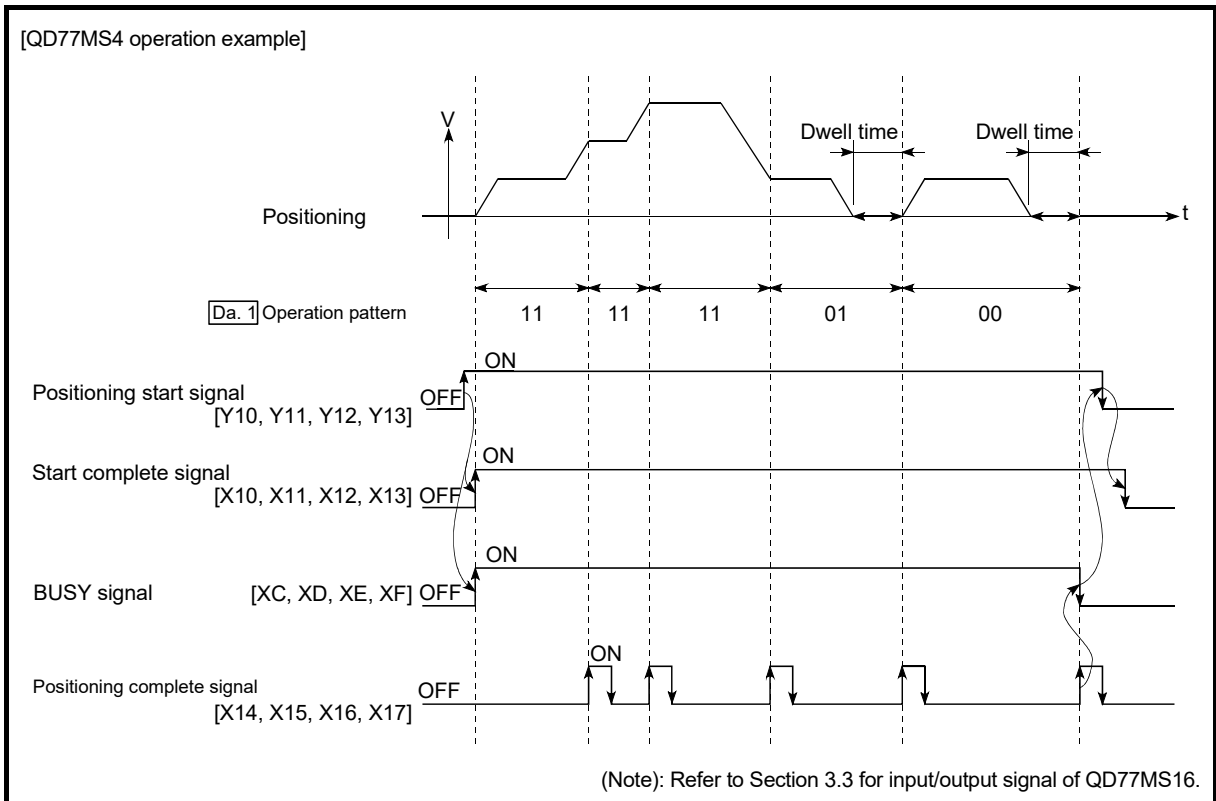 [QD77MS4 operation example]
V
Dwell time
Dwell time
Positioning
t
Da. 1 Operation pattern
11
11
11
01
00
ON
Positioning start signal
OFF
[Y10, Y11, Y12, Y13]
ON
Start complete signal
[X10, X11, X12, X13]
OFF
ON
BUSY signal
[XC, XD, XE, XF]
OFF
ON
Positioning complete signal
OFF
[X14, X15, X16, X17]
(Note): Refer to Section 3.3 for input/output signal of QD77MS16.